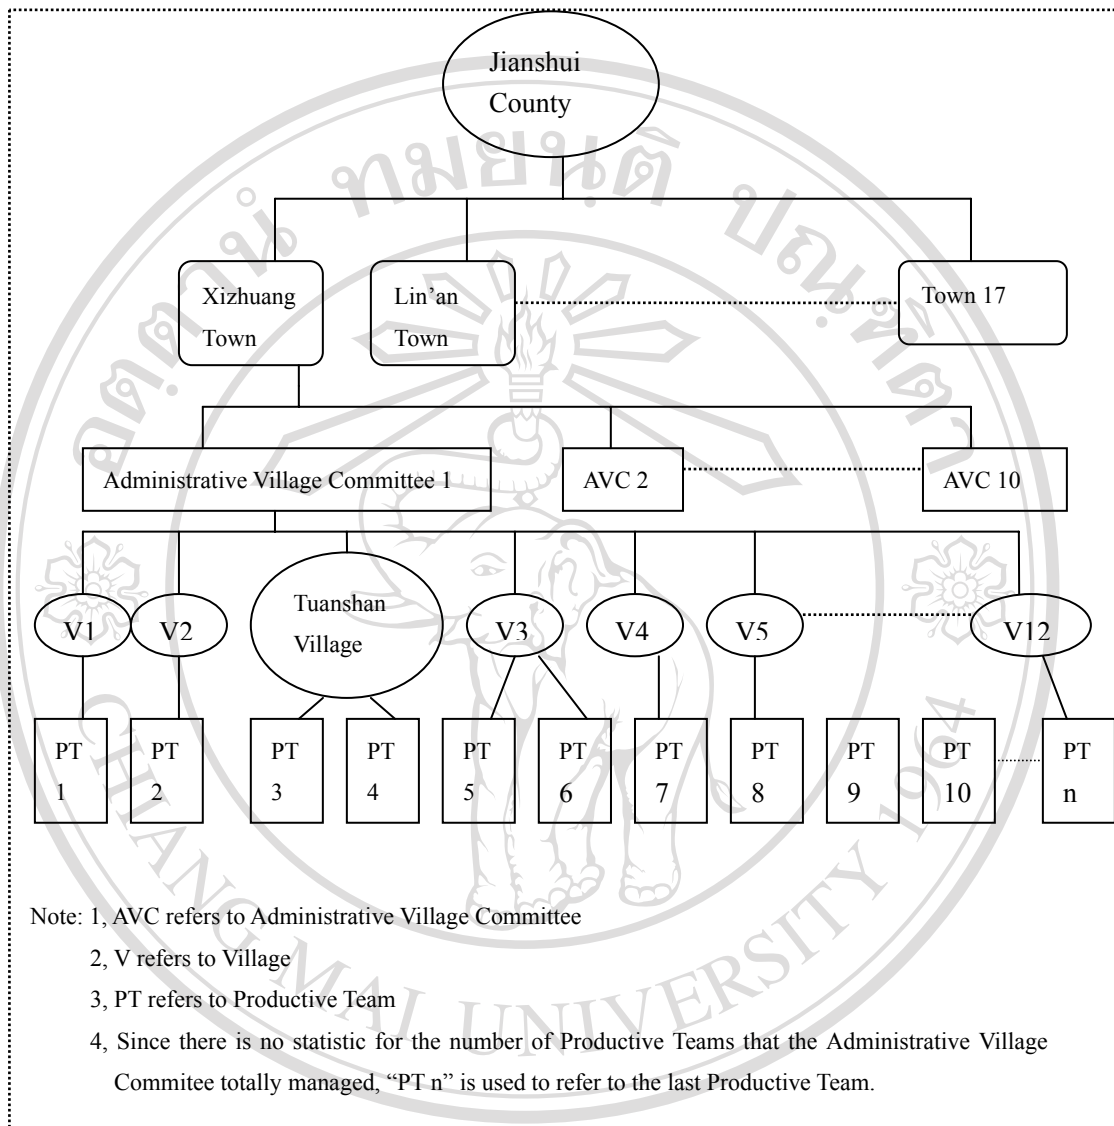 Jianshui
County
Xizhuang
Town
Lin’an
Town
Town 17
Administrative Village Committee 1
AVC 2
AVC 10
V1
V2
Tuanshan
Village
V3
V4
V5
V12
PT
1
PT
2
PT
3
PT
4
PT
5
PT
6
PT
7
PT
8
PT
9
PT
10
PT
n
Note: 1, AVC refers to Administrative Village Committee
2, V refers to Village
3, PT refers to Productive Team
4, Since there is no statistic for the number of Productive Teams that the Administrative Village
Commitee totally managed, “PT n” is used to refer to the last Productive Team.
CHIANG MAI UNIVERSITY 1964